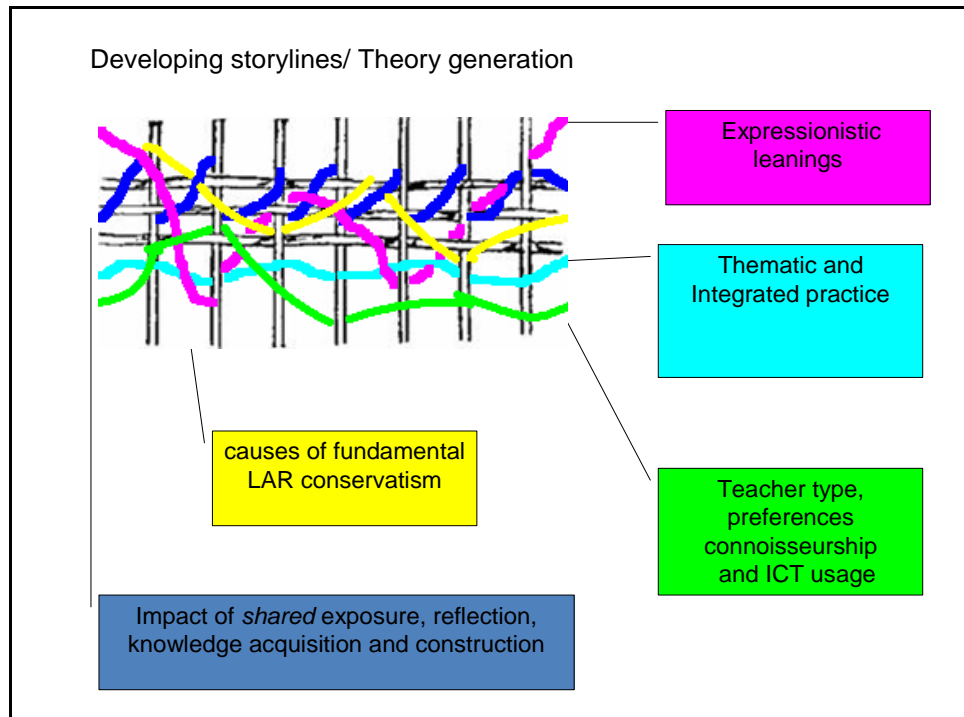 Developing storylines/ Theory generation
Expressionistic
leanings
Thematic and
Integrated practice
causes of fundamental
LAR conservatism
Teacher type,
preferences
connoisseurship
and ICT usage
Impact of shared exposure, reflection,
knowledge acquisition and construction